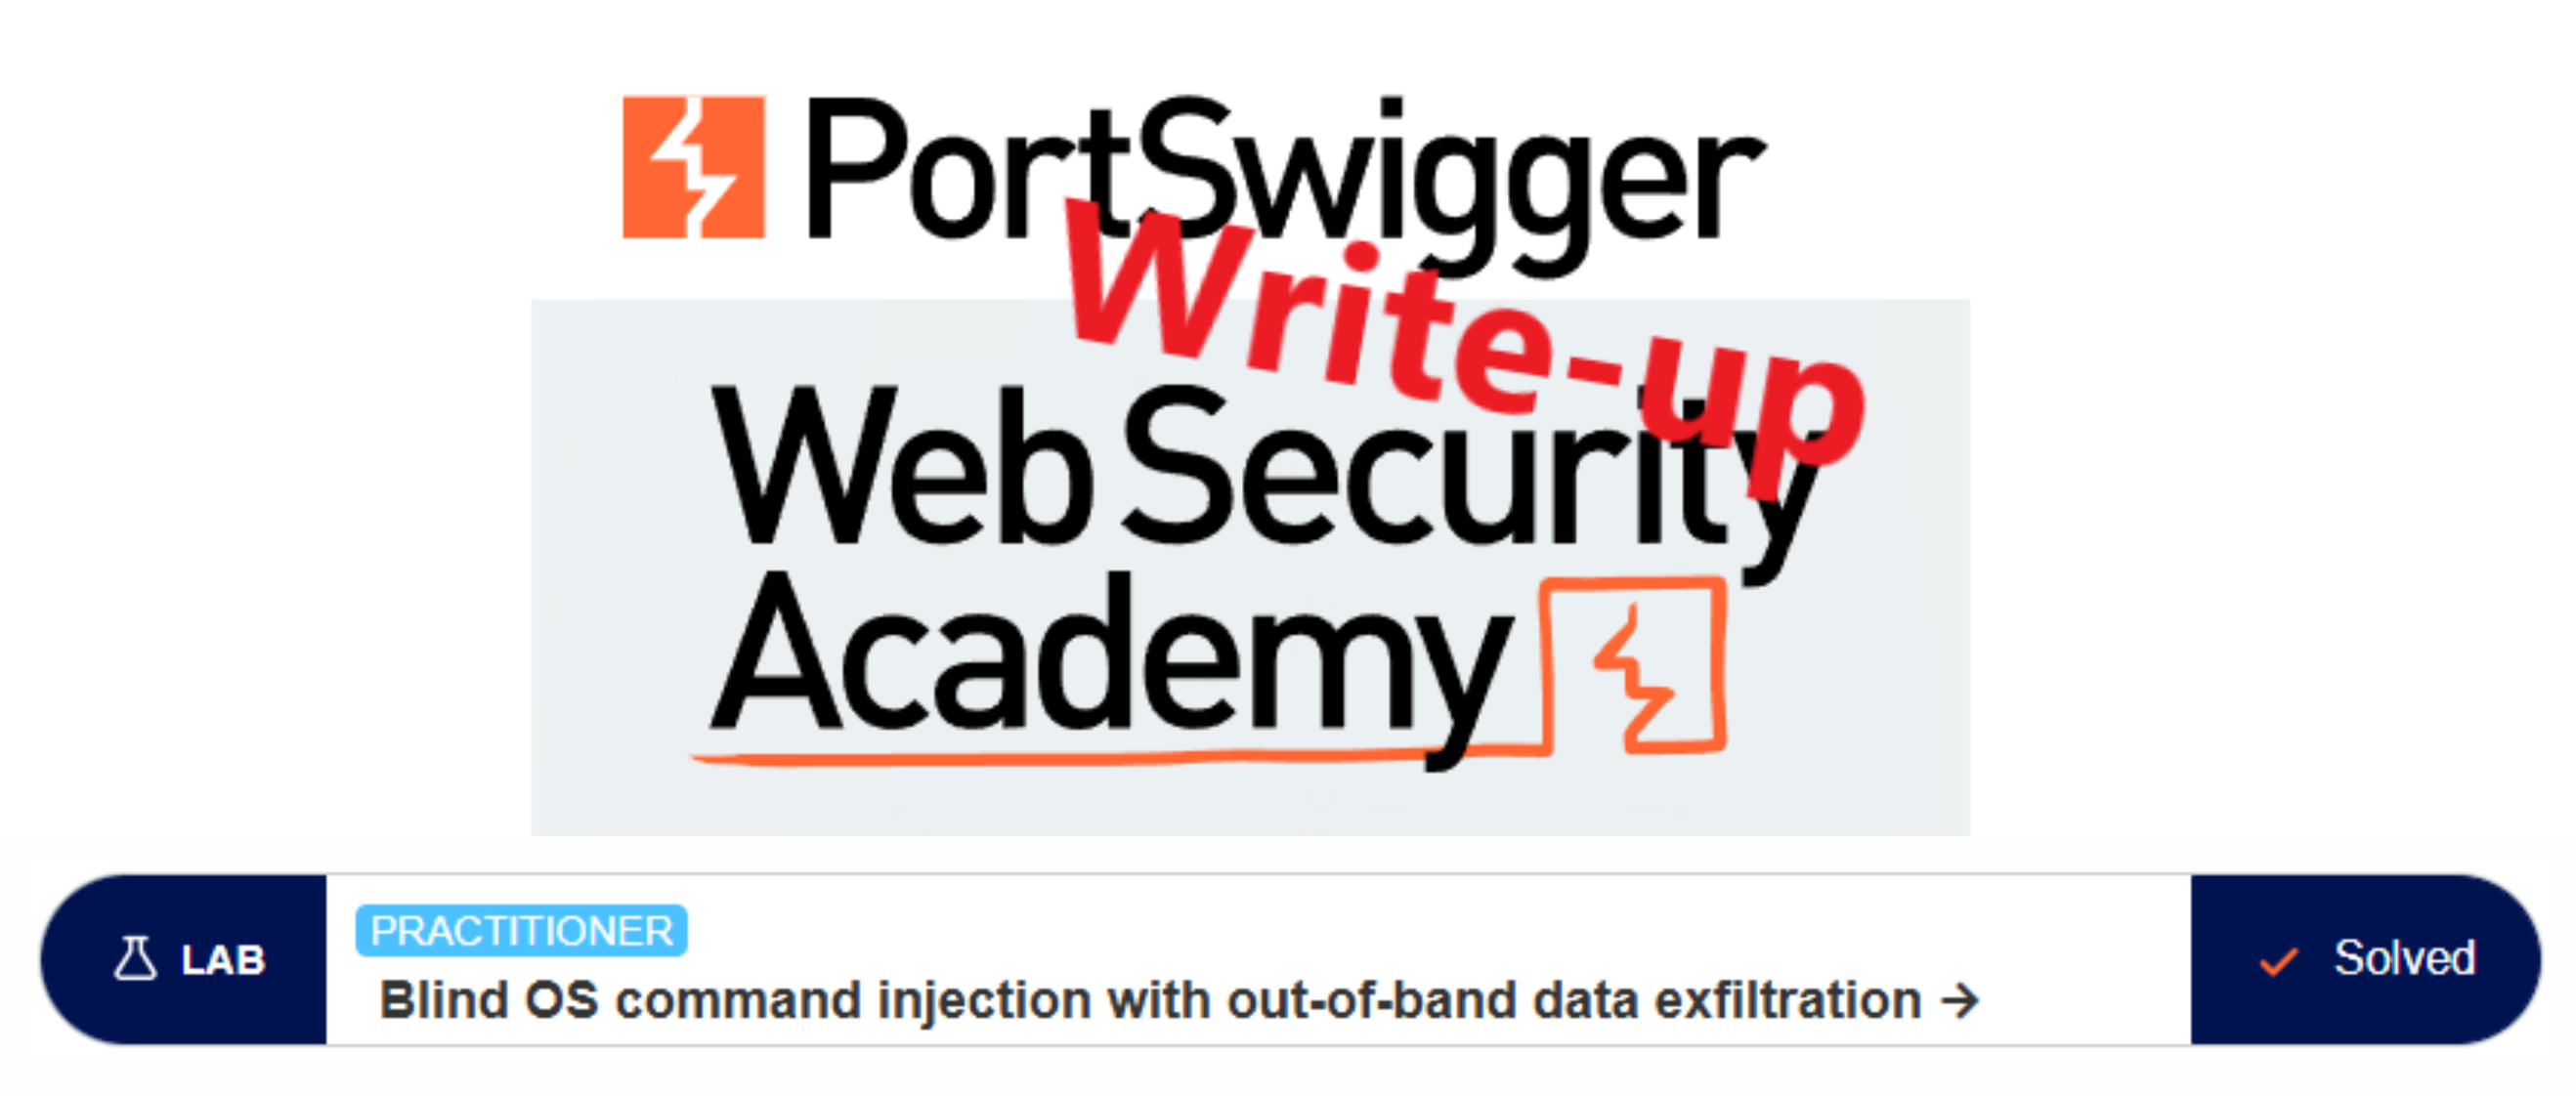 PortSwigger
Write-up
Web Security
Academy
LAB
PRACTITIONER
Blind OS command injection with out-of-band data exfiltration →
Solved